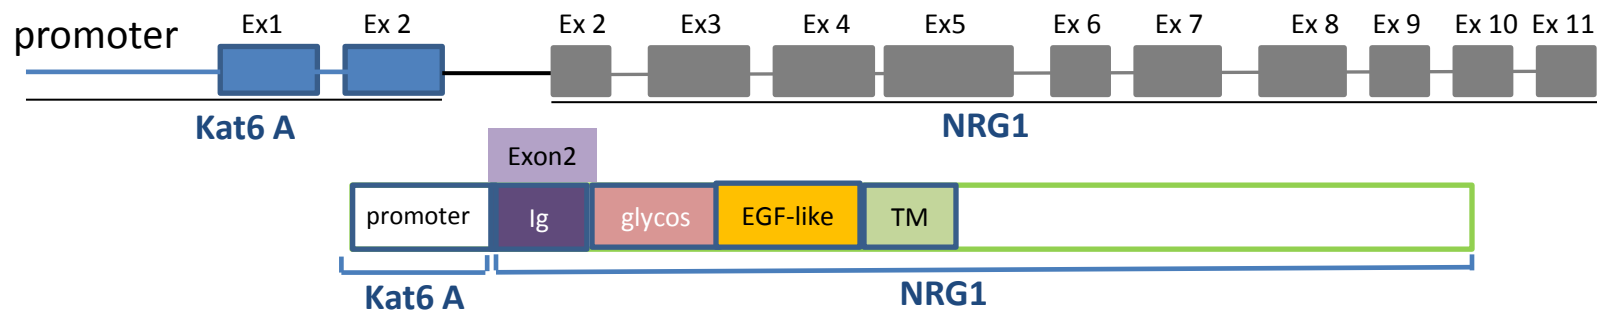 promoter Ex1 Ex 2 Ex 2 Ex3 Ex 4 Ex5 Ex 6 Ex 7 Ex 8 Ex 9 Ex 10 Ex 11
Kat6 A NRG1
Exon2
promoter Ig glycos EGF-like TM
Kat6 A NRG1